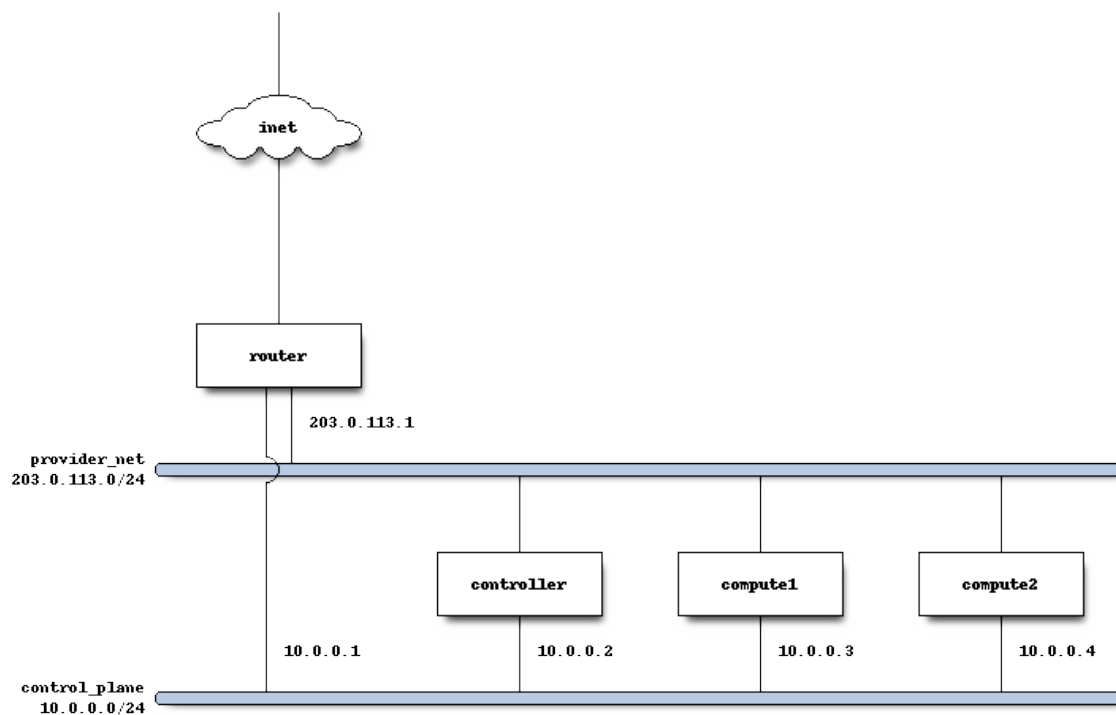 inet
router
203.0.113.1
provider_net
203.0.113.0/24
controller
compute1
compute2
10.0.0.1
10.0.0.2
10.0.0.3
10.0.0.4
control_plane
10.0.0.0/24